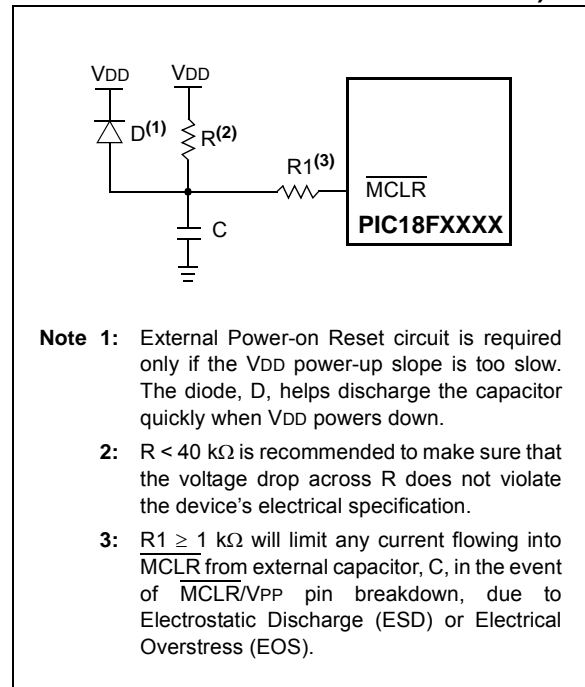 VDD VDD
D(1)
R(2)
R1(3)
MCLR
PIC18FXXXX
C
Note 1: External Power-on Reset circuit is required
only if the VDD power-up slope is too slow.
The diode, D, helps discharge the capacitor
quickly when VDD powers down.
2: R < 40 kΩ is recommended to make sure that
the voltage drop across R does not violate
the device's electrical specification.
3: R1 ≥ 1 kΩ will limit any current flowing into
MCLR from external capacitor, C, in the event
of MCLR/VPP pin breakdown, due to
Electrostatic Discharge (ESD) or Electrical
Overstress (EOS).